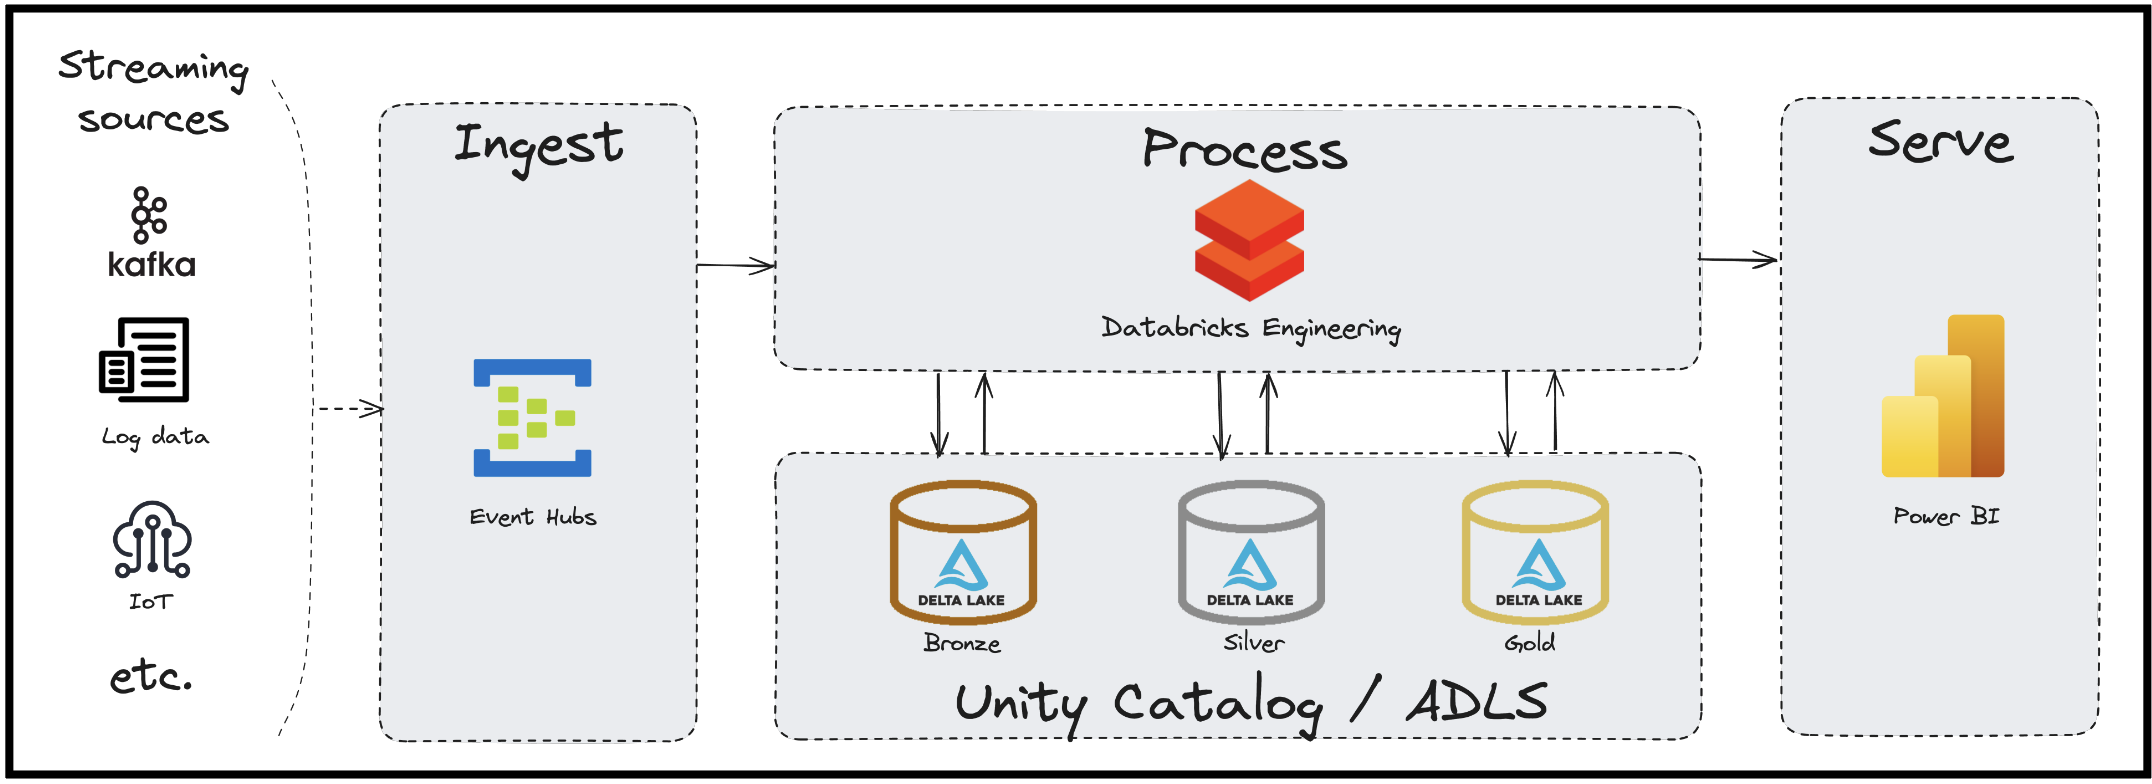 Streaming
sources
kafka
Log data
IoT
etc.
Ingest
Event Hubs
Process
Databricks Engineering
DELTA LAKE
Bronze
DELTA LAKE
Silver
DELTA LAKE
Gold
Unity Catalog / ADLS
Serve
Power BI